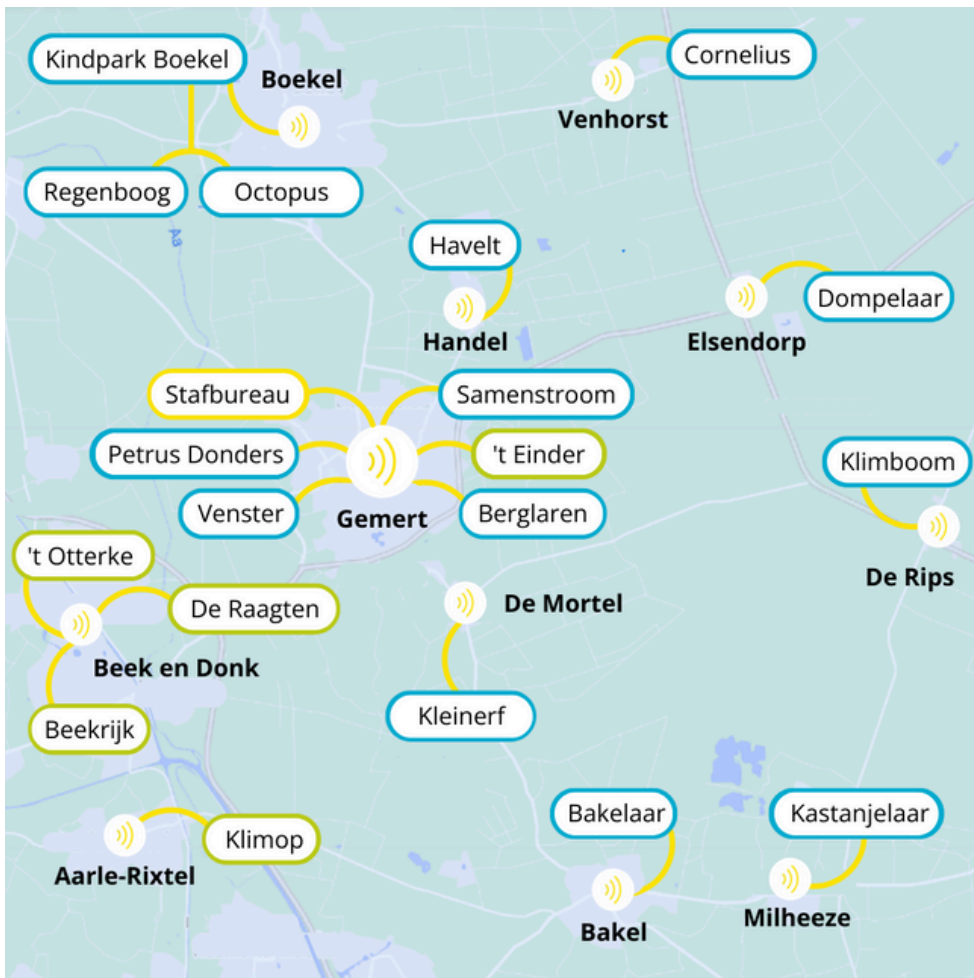 Kindpark Boekel
Boekel
Regenboog
Octopus
Cornelius
Venhorst
A3
Havelt
Handel
Dompelaar
Elsendorp
Stafbureau
Samenstroom
Petrus Donders
't Einder
Venster
Berglaren
Gemert
Klimboom
De Rips
't Otterke
De Raagten
Beek en Donk
Beekrijk
De Mortel
Kleinerf
Klimop
Aarle-Rixtel
Bakelaar
Bakel
Kastanjelaar
Milheeze